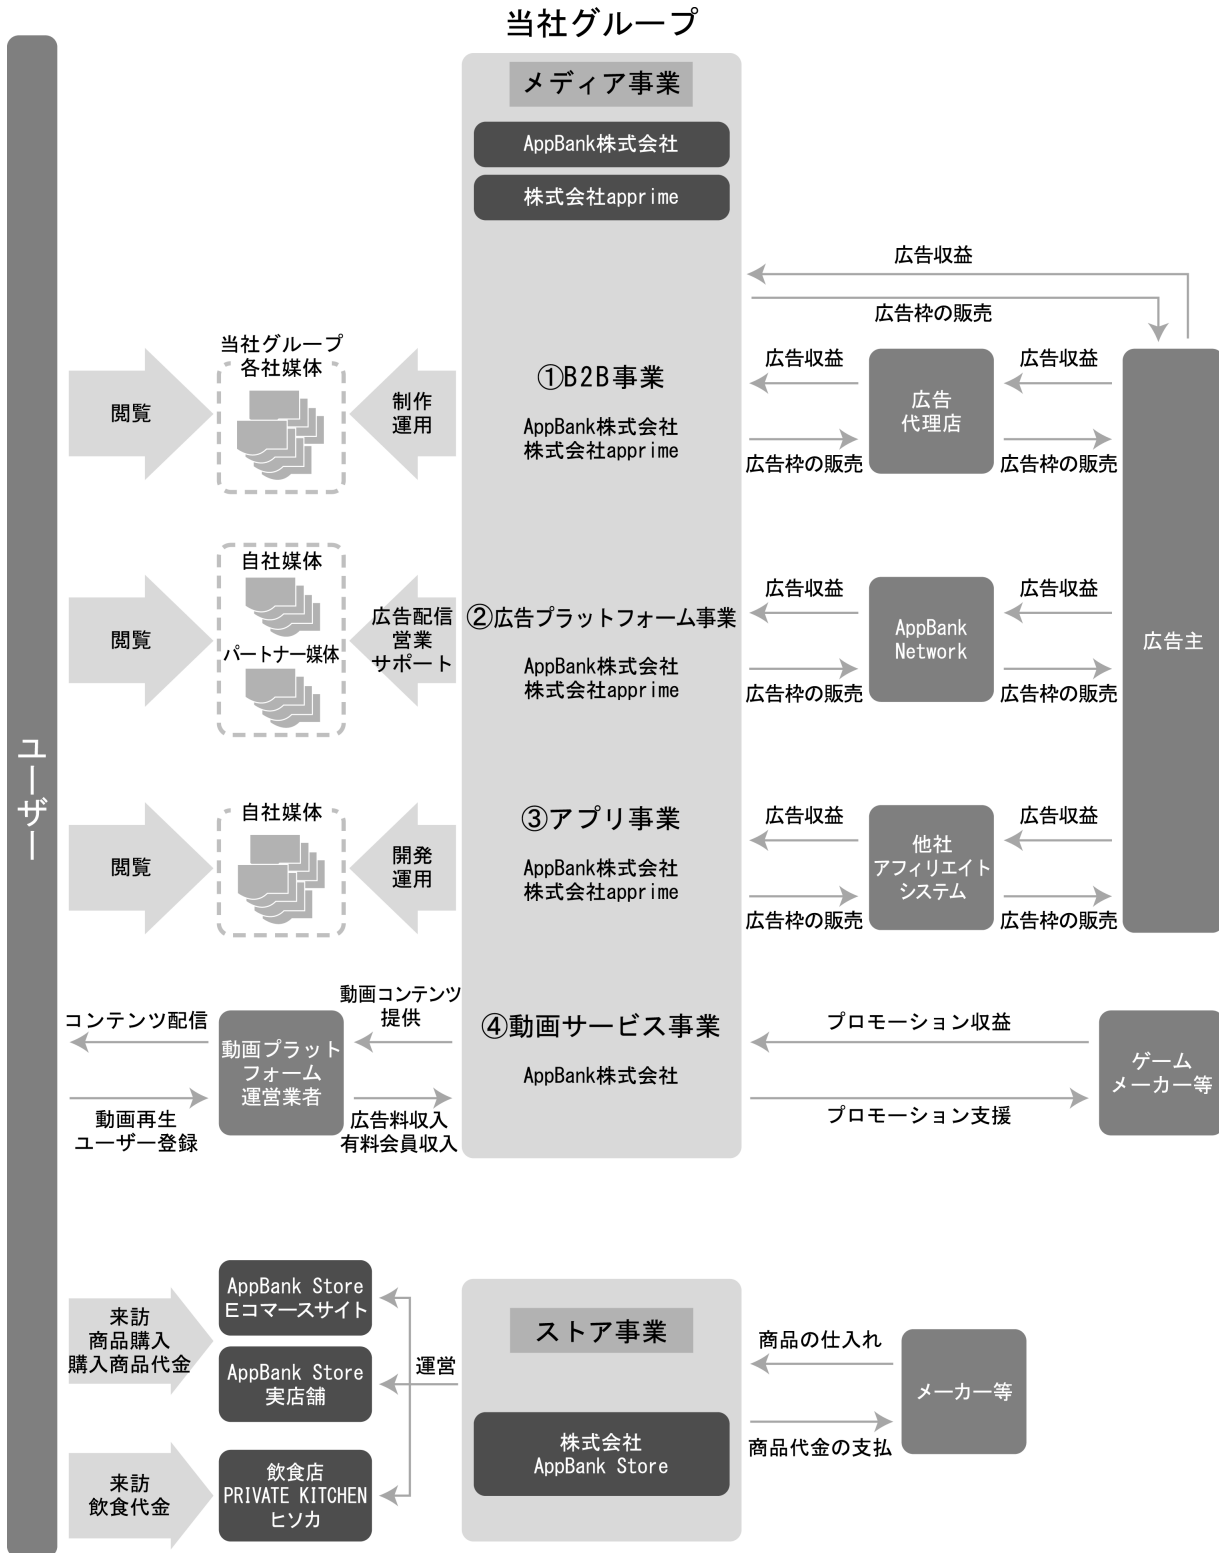 当社グループ
メディア事業
AppBank株式会社
株式会社apprime
広告収益
広告枠の販売
当社グループ
各社媒体
閲覧
制作
運用
①B2B事業
AppBank株式会社
株式会社apprime
広告収益
広告枠の販売
広告
代理店
広告収益
広告枠の販売
自社媒体
パートナー媒体
閲覧
広告配信
営業
サポート
②広告プラットフォーム事業
AppBank株式会社
株式会社apprime
広告収益
広告枠の販売
AppBank
Network
広告収益
広告枠の販売
広告主
ユーザー
自社媒体
閲覧
開発
運用
③アプリ事業
AppBank株式会社
株式会社apprime
広告収益
広告枠の販売
他社
アフィリエイト
システム
広告収益
広告枠の販売
コンテンツ配信
動画再生
ユーザー登録
動画プラット
フォーム
運営業者
動画コンテンツ
提供
広告料収入
有料会員収入
④動画サービス事業
AppBank株式会社
プロモーション収益
プロモーション支援
ゲーム
メーカー等
来訪
商品購入
購入商品代金
AppBank Store
Eコマースサイト
AppBank Store
実店舗
運営
ストア事業
株式会社
AppBank Store
商品の仕入れ
商品代金の支払
メーカー等
来訪
飲食代金
飲食店
PRIVATE KITCHEN
ヒソカ